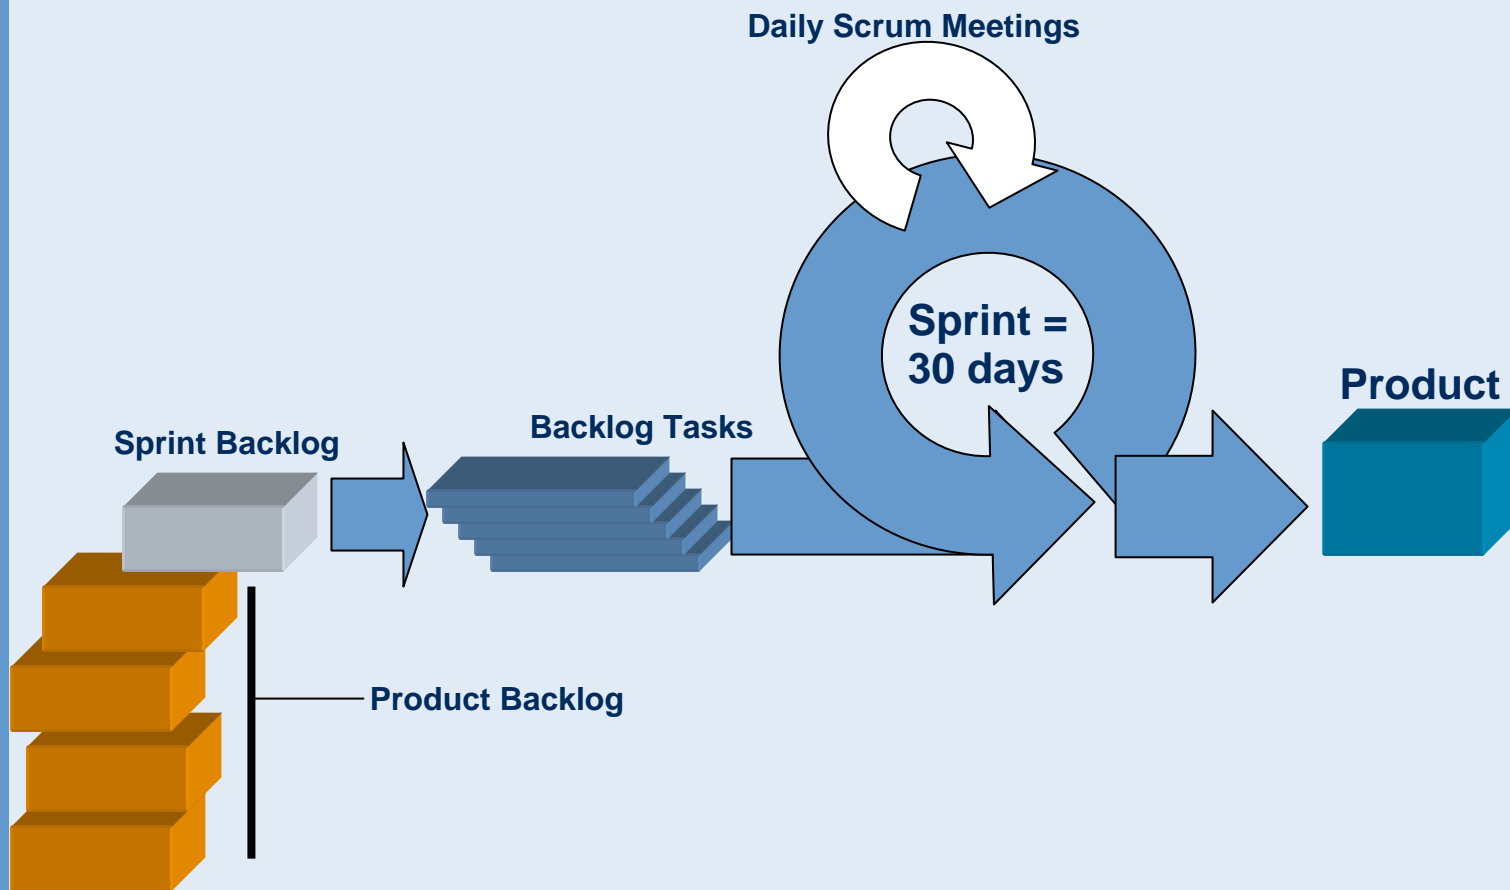 Daily Scrum Meetings
Sprint =
30 days
Product
Backlog Tasks
Sprint Backlog
Product Backlog